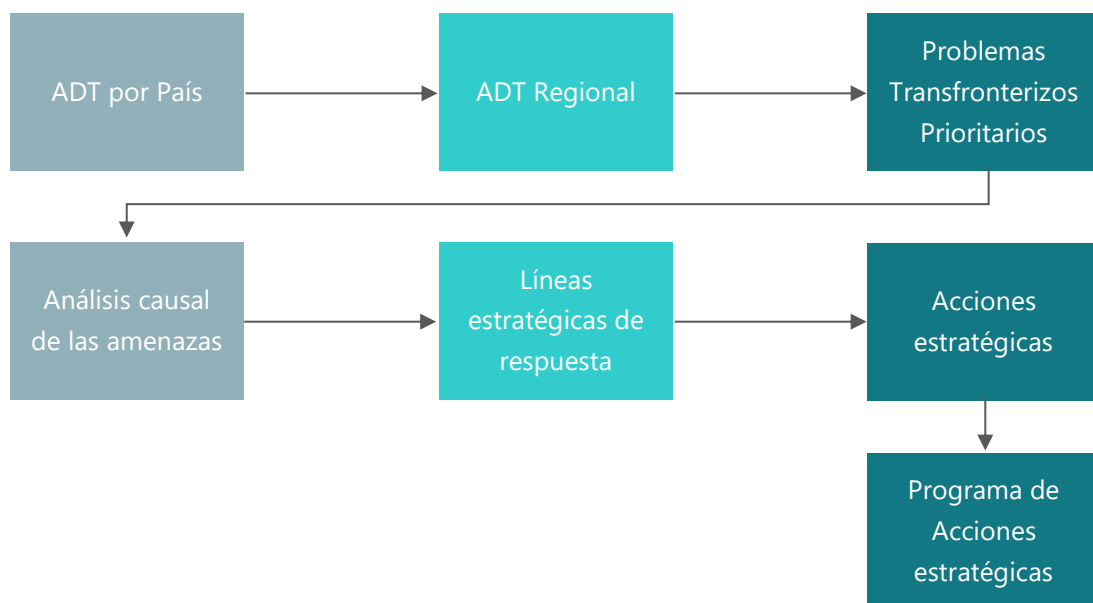 ADT por País
ADT Regional
Problemas
Transfronterizos
Prioritarios
Análisis causal
de las amenazas
Líneas
estratégicas de
respuesta
Acciones
estratégicas
Programa de
Acciones
estratégicas